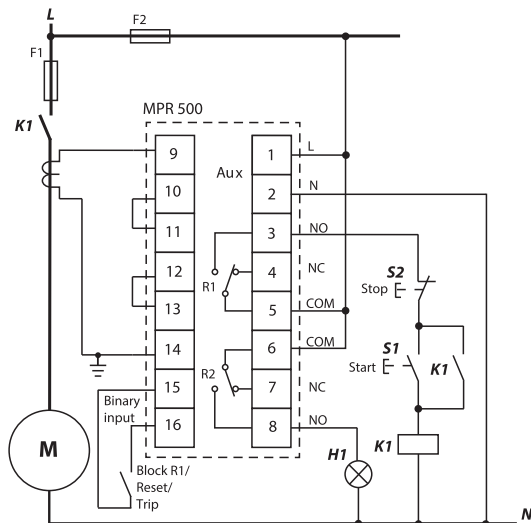 L
F2
F1
MPR 500
K1
9
1
L
Aux
10
2
N
11
3
NO
12
4
NC
S2
R1
Stop
13
5
COM
14
6
COM
S1
K1
Start
15
R2
7
NC
Binary
input
16
8
NO
M
H1
K1
Block R1/
Reset/
Trip
N